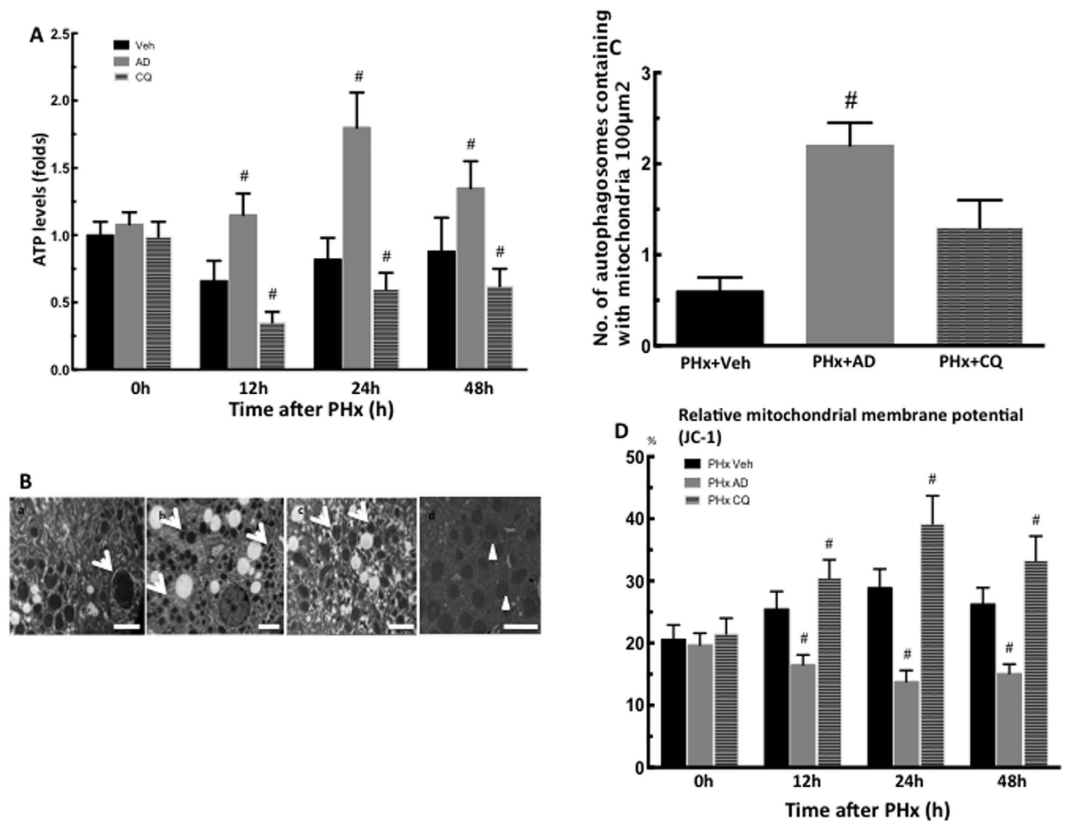 A
2.5
2.0
1.5
1.0
0.5
0.0
ATP levels (folds)
Veh
AD
CQ
#
#
#
#
#
#
0h 12h 24h 48h
Time after PHx (h)
B
a
b
c
d
C
No. of autophagosomes containing
with mitochondria 100µm2
3
2
1
0
#
PHx+Veh PHx+AD PHx+CQ
D
Relative mitochondrial membrane potential
(JC-1)
%
50
40
30
20
10
0
PHx Veh
PHx AD
PHx CQ
#
#
#
#
#
#
0h 12h 24h 48h
Time after PHx (h)